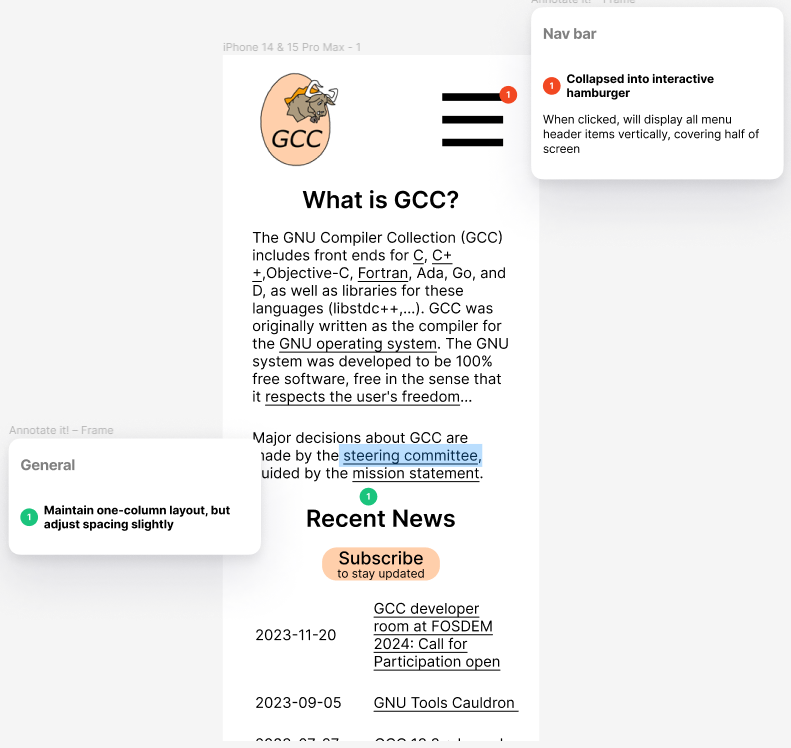 Annotate it! – Frame
Nav bar
1
Collapsed into interactive
hamburger
When clicked, will display all menu
header items vertically, covering half of
screen
iPhone 14 & 15 Pro Max - 1
GCC
1
What is GCC?
The GNU Compiler Collection (GCC)
includes front ends for C, C+
+,Objective-C, Fortran, Ada, Go, and
D, as well as libraries for these
languages (libstdc++,...). GCC was
originally written as the compiler for
the GNU operating system. The GNU
system was developed to be 100%
free software, free in the sense that
it respects the user's freedom...
Major decisions about GCC are
made by the steering committee,
guided by the mission statement.
Annotate it! – Frame
General
1
Maintain one-column layout, but
adjust spacing slightly
1
Recent News
Subscribe
to stay updated
GCC developer
room at FOSDEM
2023-11-20
2024: Call for
Participation open
2023-09-05 GNU Tools Cauldron